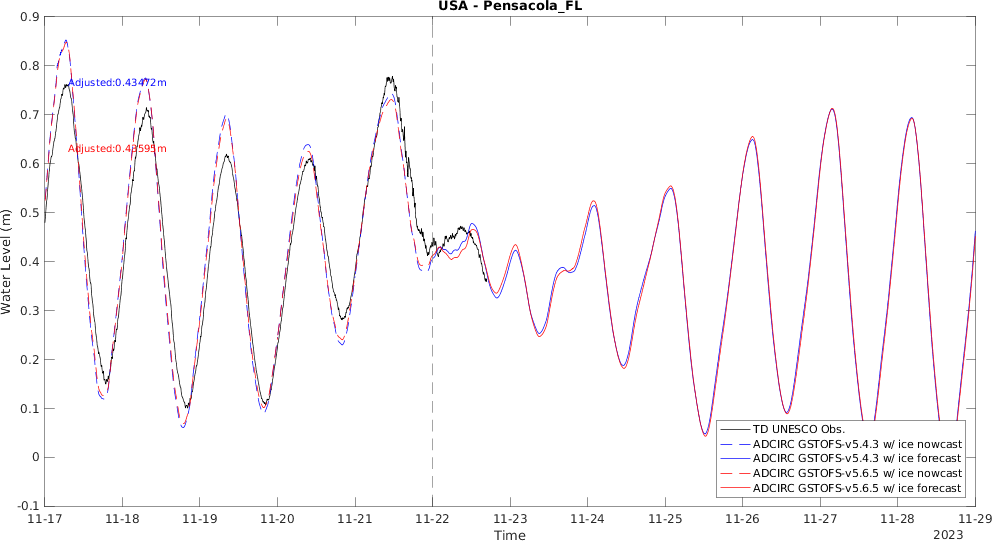 USA - Pensacola_FL
0.9
0.8
0.7
0.6
0.5
0.4
0.3
0.2
0.1
0
-0.1
Water Level (m)
Adjusted:0.43472m
Adjusted:0.43595m
TD UNESCO Obs.
ADCIRC GSTOFS-v5.4.3 w/ ice nowcast
ADCIRC GSTOFS-v5.4.3 w/ ice forecast
ADCIRC GSTOFS-v5.6.5 w/ ice nowcast
ADCIRC GSTOFS-v5.6.5 w/ ice forecast
11-17 11-18 11-19 11-20 11-21 11-22 11-23 11-24 11-25 11-26 11-27 11-28 11-29
Time
2023